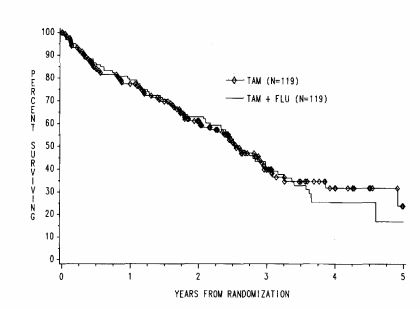 100
90
80
70
60
50
40
30
20
10
0
PERCENT SURVIVING
TAM (N=119)
TAM + FLU (N=119)
0 1 2 3 4 5
YEARS FROM RANDOMIZATION